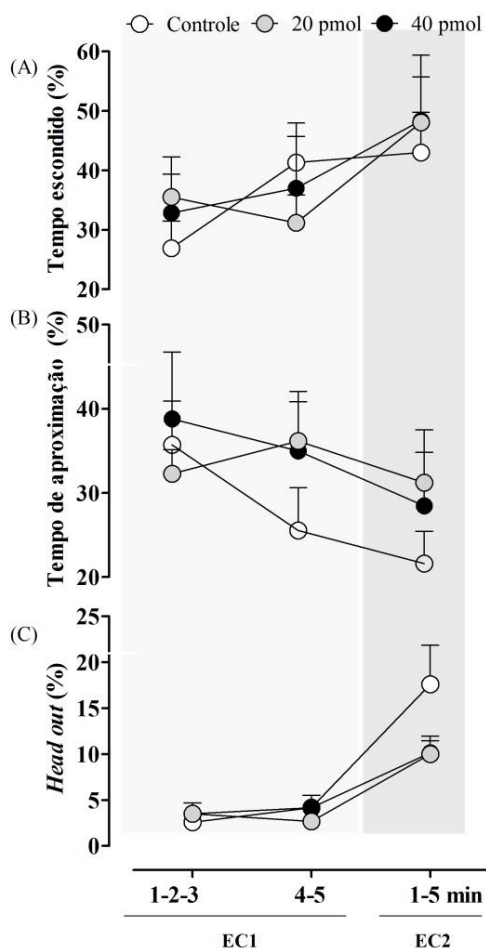 Controle 20 pmol 40 pmol
(A)
Tempo escondido (%)
60
50
40
30
20
(B)
Tempo de aproximação (%)
50
40
30
20
(C)
Head out (%)
25
20
15
10
5
0
1-2-3 4-5 1-5 min
EC1 EC2